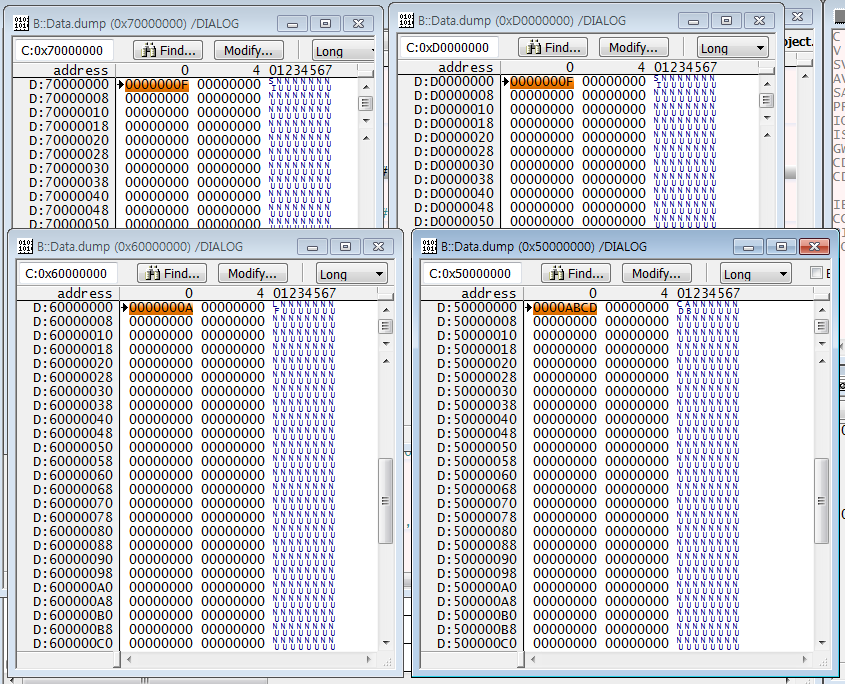 B::Data.dump (0x70000000) /DIALOG
C:0x70000000 Find... Modify... Long
address 0 4 01234567
D:70000000 0000000F 00000000
D:70000008 00000000 00000000
D:70000010 00000000 00000000
D:70000018 00000000 00000000
D:70000020 00000000 00000000
D:70000028 00000000 00000000
D:70000030 00000000 00000000
D:70000038 00000000 00000000
D:70000040 00000000 00000000
D:70000048 00000000 00000000
D:70000050 00000000 00000000
B::Data.dump (0xD0000000) /DIALOG
C:0xD0000000 Find... Modify... Long
address 0 4 01234567
D:D0000000 0000000F 00000000
D:D0000008 00000000 00000000
D:D0000010 00000000 00000000
D:D0000018 00000000 00000000
D:D0000020 00000000 00000000
D:D0000028 00000000 00000000
D:D0000030 00000000 00000000
D:D0000038 00000000 00000000
D:D0000040 00000000 00000000
D:D0000048 00000000 00000000
D:D0000050 00000000 00000000
B::Data.dump (0x60000000) /DIALOG
C:0x60000000 Find... Modify... Long
address 0 4 01234567
D:60000000 0000000A 00000000
D:60000008 00000000 00000000
D:60000010 00000000 00000000
D:60000018 00000000 00000000
D:60000020 00000000 00000000
D:60000028 00000000 00000000
D:60000030 00000000 00000000
D:60000038 00000000 00000000
D:60000040 00000000 00000000
D:60000048 00000000 00000000
D:60000050 00000000 00000000
D:60000058 00000000 00000000
D:60000060 00000000 00000000
D:60000068 00000000 00000000
D:60000070 00000000 00000000
D:60000078 00000000 00000000
D:60000080 00000000 00000000
D:60000088 00000000 00000000
D:60000090 00000000 00000000
D:60000098 00000000 00000000
D:600000A0 00000000 00000000
D:600000A8 00000000 00000000
D:600000B0 00000000 00000000
D:600000B8 00000000 00000000
D:600000C0 00000000 00000000
B::Data.dump (0x50000000) /DIALOG
C:0x50000000 Find... Modify... Long
address 0 4 01234567
D:50000000 0000ABCD 00000000
D:50000008 00000000 00000000
D:50000010 00000000 00000000
D:50000018 00000000 00000000
D:50000020 00000000 00000000
D:50000028 00000000 00000000
D:50000030 00000000 00000000
D:50000038 00000000 00000000
D:50000040 00000000 00000000
D:50000048 00000000 00000000
D:50000050 00000000 00000000
D:50000058 00000000 00000000
D:50000060 00000000 00000000
D:50000068 00000000 00000000
D:50000070 00000000 00000000
D:50000078 00000000 00000000
D:50000080 00000000 00000000
D:50000088 00000000 00000000
D:50000090 00000000 00000000
D:50000098 00000000 00000000
D:500000A0 00000000 00000000
D:500000A8 00000000 00000000
D:500000B0 00000000 00000000
D:500000B8 00000000 00000000
D:500000C0 00000000 00000000